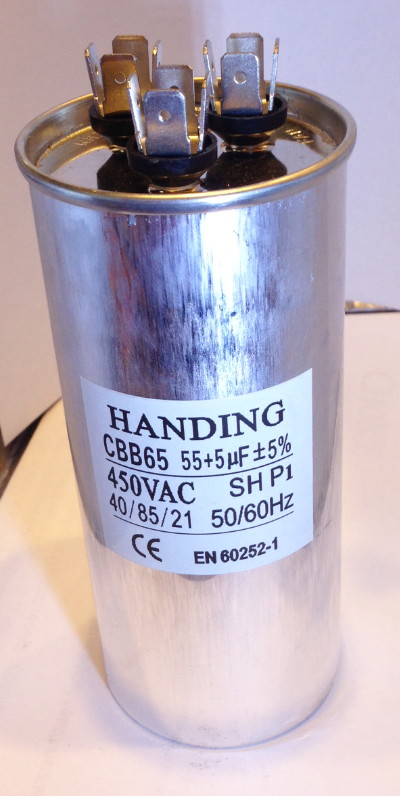 HANDING
CBB65 55+5µF±5%
450VAC SH P1
40/85/21 50/60Hz
CE EN 60252-1